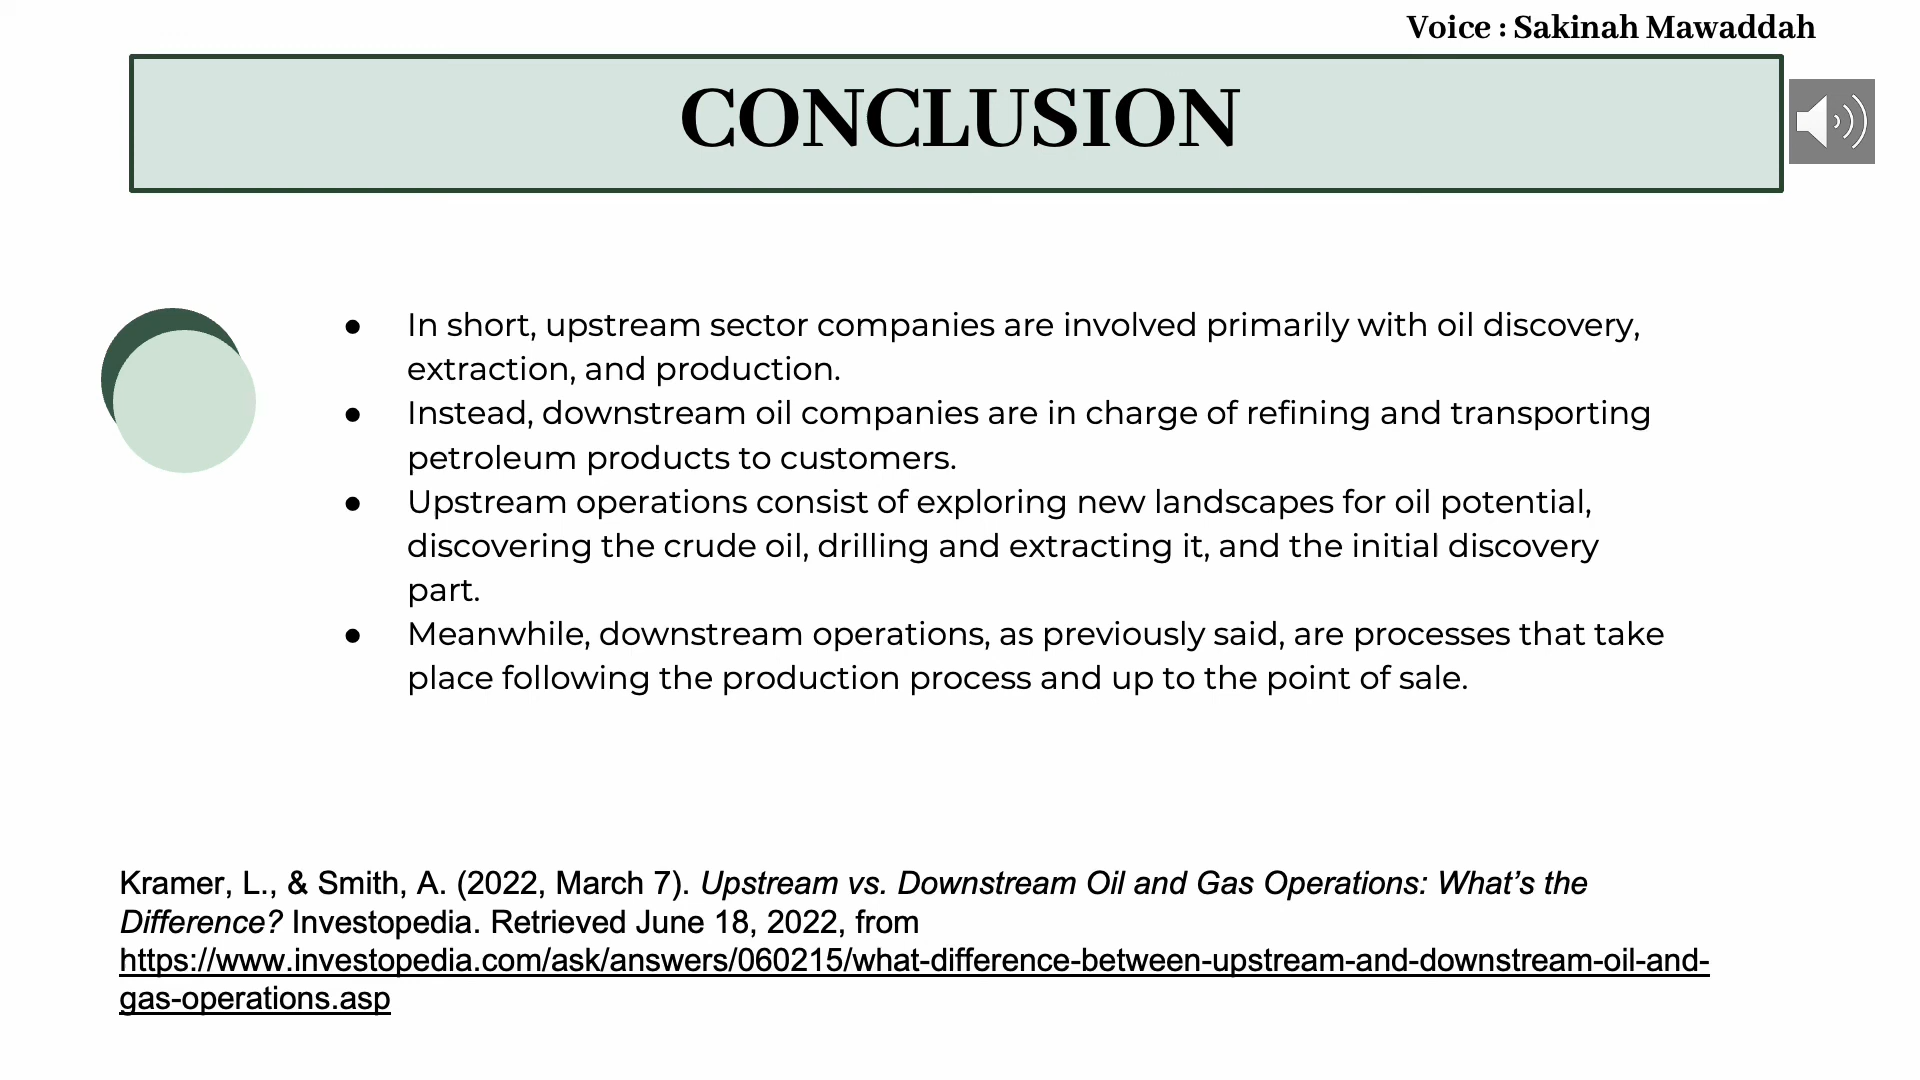 Voice : Sakinah Mawaddah
CONCLUSION
● In short, upstream sector companies are involved primarily with oil discovery,
extraction, and production.
● Instead, downstream oil companies are in charge of refining and transporting
petroleum products to customers.
● Upstream operations consist of exploring new landscapes for oil potential,
discovering the crude oil, drilling and extracting it, and the initial discovery
part.
● Meanwhile, downstream operations, as previously said, are processes that take
place following the production process and up to the point of sale.
Kramer, L., & Smith, A. (2022, March 7). Upstream vs. Downstream Oil and Gas Operations: What’s the
Difference? Investopedia. Retrieved June 18, 2022, from
https://www.investopedia.com/ask/answers/060215/what-difference-between-upstream-and-downstream-oil-and-
gas-operations.asp